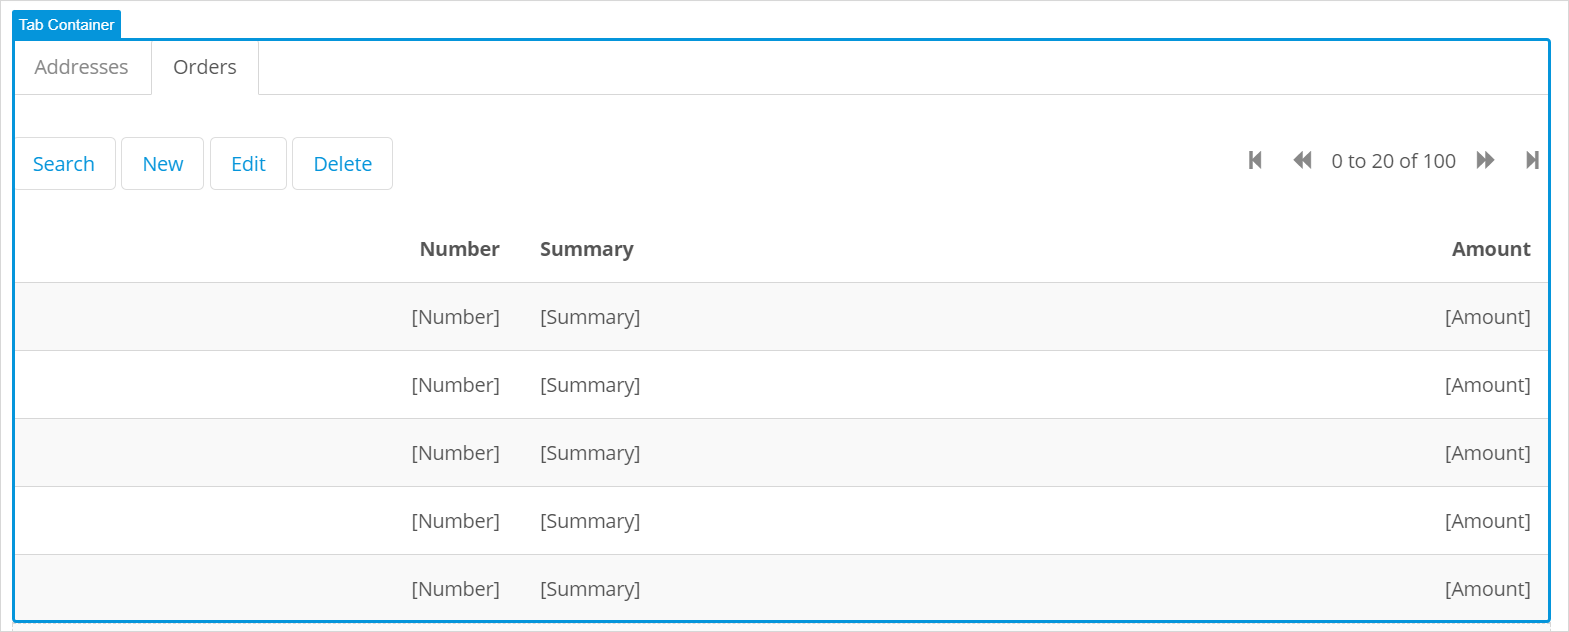 Tab Container
Addresses Orders
Search New Edit Delete 0 to 20 of 100
Number Summary Amount
[Number] [Summary] [Amount]
[Number] [Summary] [Amount]
[Number] [Summary] [Amount]
[Number] [Summary] [Amount]
[Number] [Summary] [Amount]